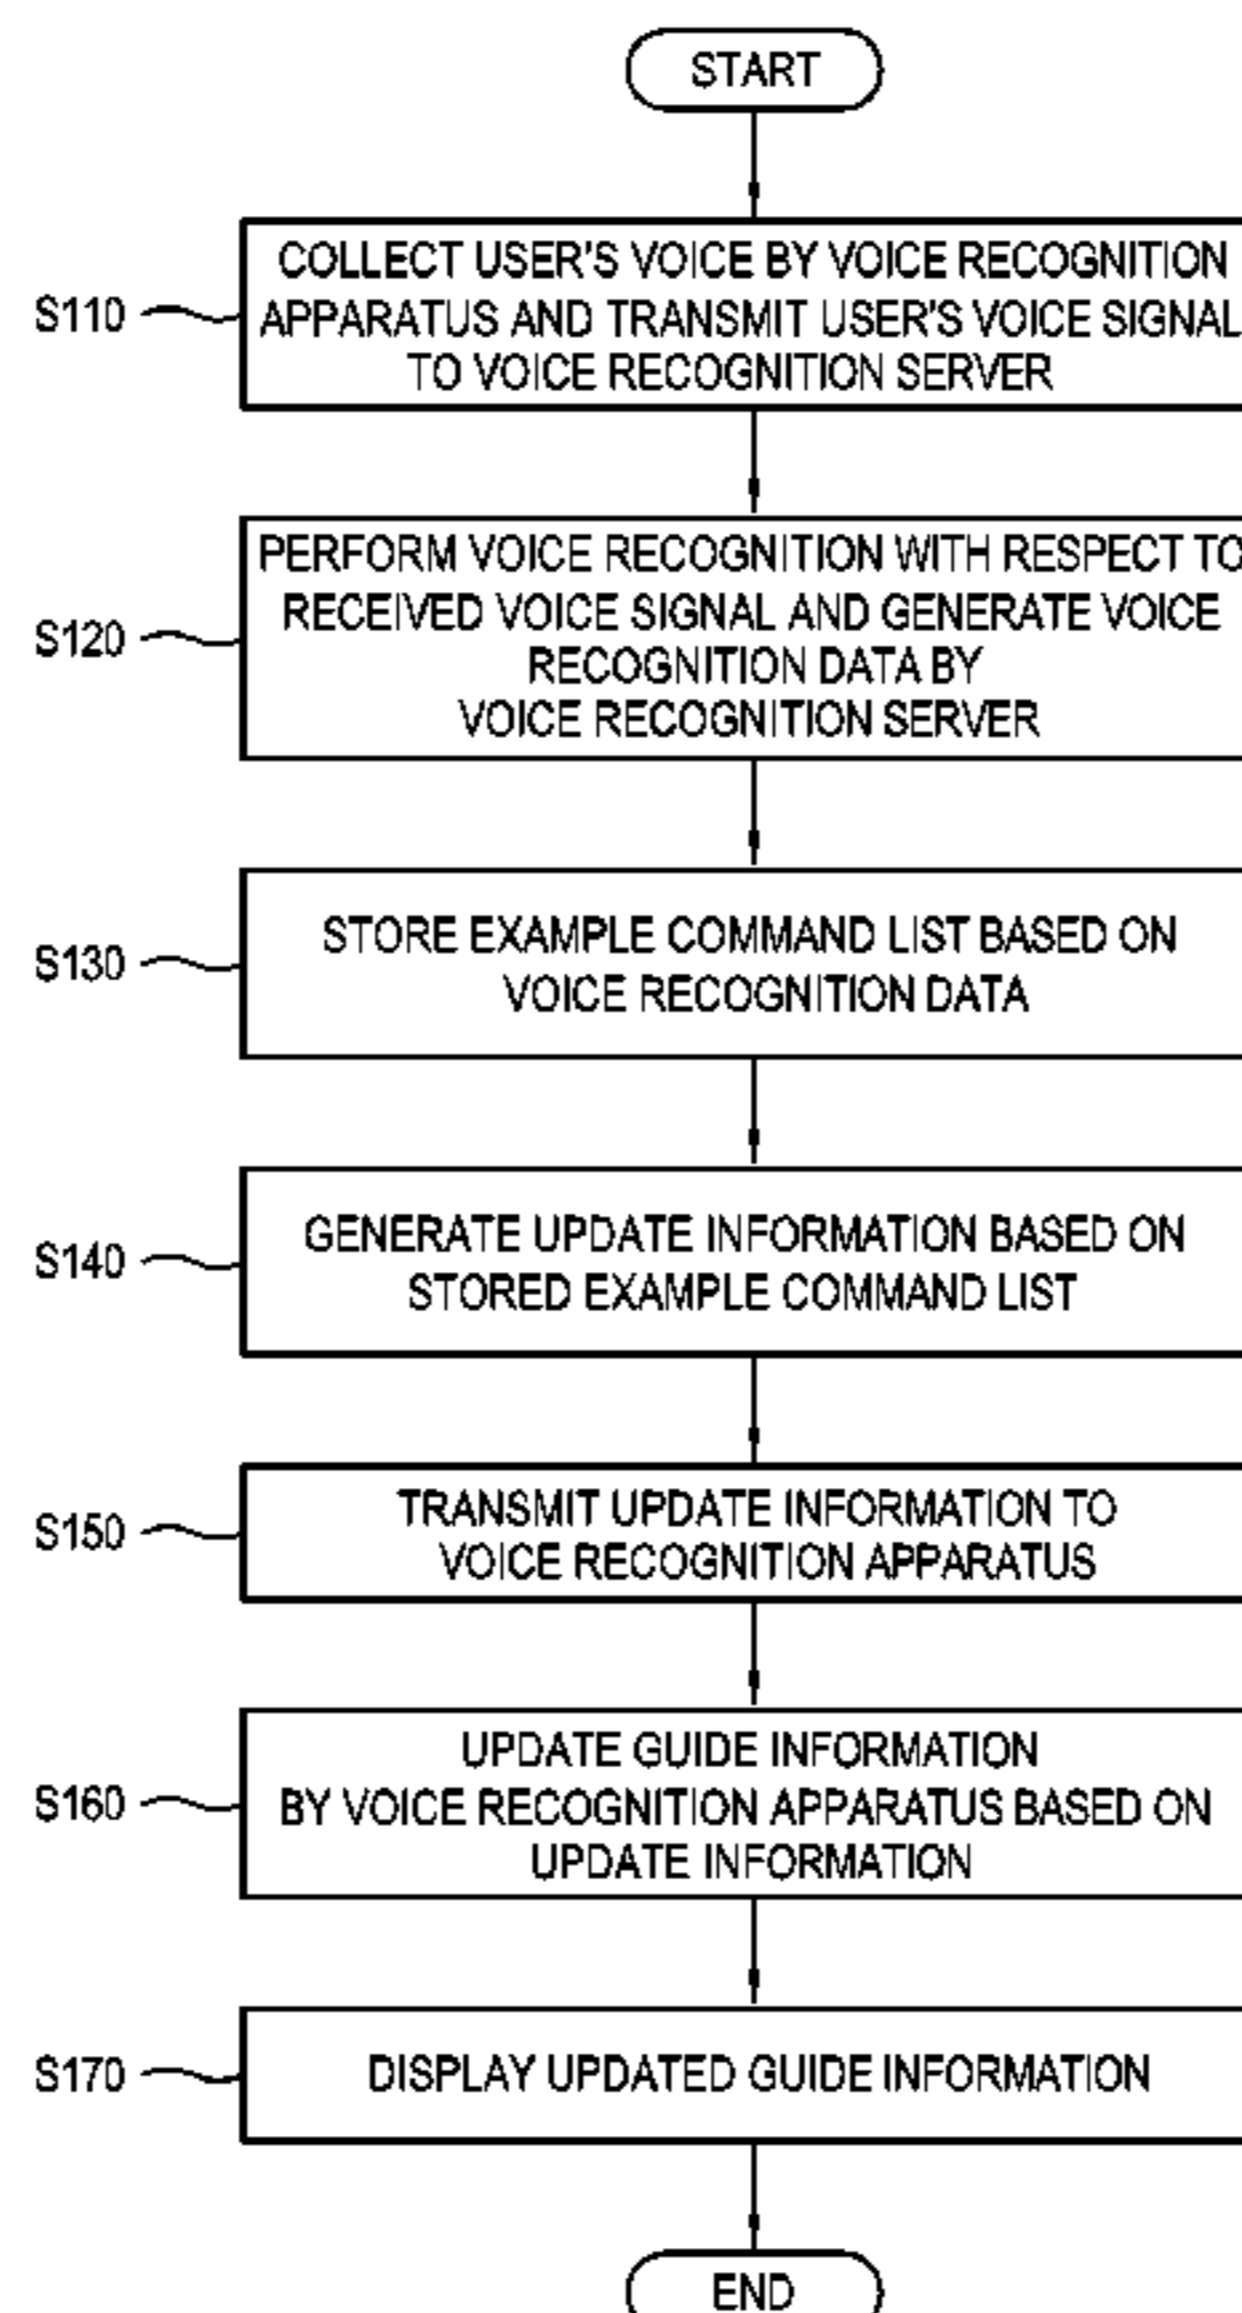 START
S110
COLLECT USER'S VOICE BY VOICE RECOGNITION
APPARATUS AND TRANSMIT USER'S VOICE SIGNAL
TO VOICE RECOGNITION SERVER
S120
PERFORM VOICE RECOGNITION WITH RESPECT TO
RECEIVED VOICE SIGNAL AND GENERATE VOICE
RECOGNITION DATA BY
VOICE RECOGNITION SERVER
S130
STORE EXAMPLE COMMAND LIST BASED ON
VOICE RECOGNITION DATA
S140
GENERATE UPDATE INFORMATION BASED ON
STORED EXAMPLE COMMAND LIST
S150
TRANSMIT UPDATE INFORMATION TO
VOICE RECOGNITION APPARATUS
S160
UPDATE GUIDE INFORMATION
BY VOICE RECOGNITION APPARATUS BASED ON
UPDATE INFORMATION
S170
DISPLAY UPDATED GUIDE INFORMATION
END